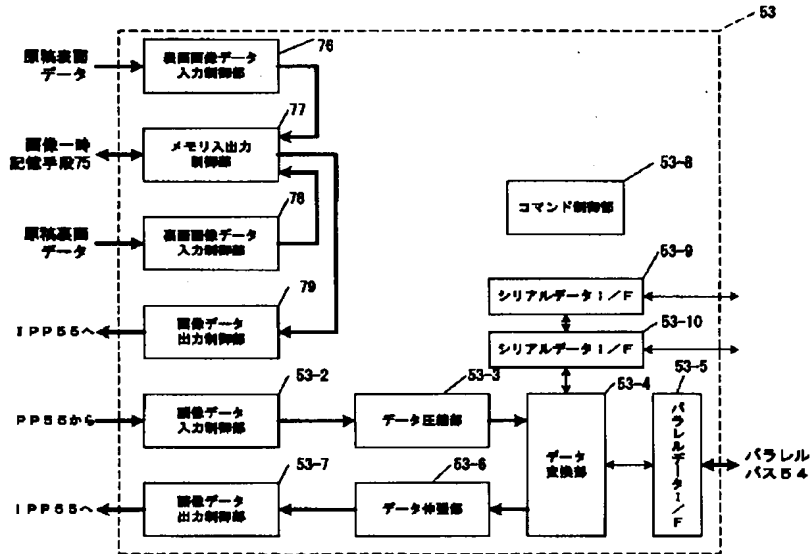 53
原稿表面
データ
76
表面画像データ
入力制御部
77
画像一時
記憶手段75
メモリ入出力
制御部
53-8
コマンド制御部
78
原稿裏面
データ
裏面画像データ
入力制御部
53-9
シリアルデータI/F
79
IPP55へ
画像データ
出力制御部
53-10
シリアルデータI/F
53-2
53-3
53-4
53-5
PP55から
画像データ
入力制御部
データ圧縮部
データ
変換部
パラレルデータI/F
パラレル
バス54
53-7
53-6
IPP55へ
画像データ
出力制御部
データ伸張部